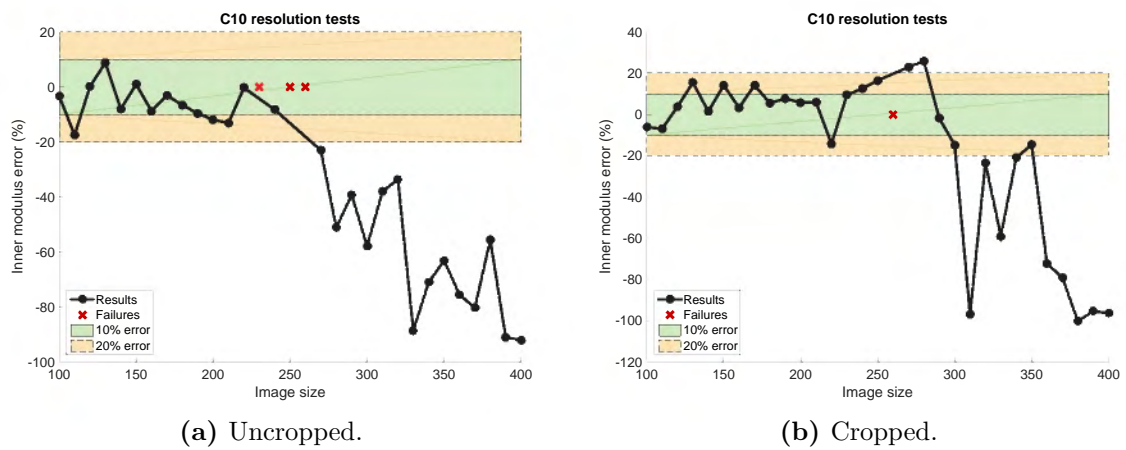 C10 resolution tests
20
0
-20
-40
-60
-80
-100
Inner modulus error (%)
Results
Failures
10% error
20% error
100
150
200
250
300
350
400
Image size
(a) Uncropped.
C10 resolution tests
40
20
0
-20
-40
-60
-80
-100
-120
Inner modulus error (%)
Results
Failures
10% error
20% error
100
150
200
250
300
350
400
Image size
(b) Cropped.